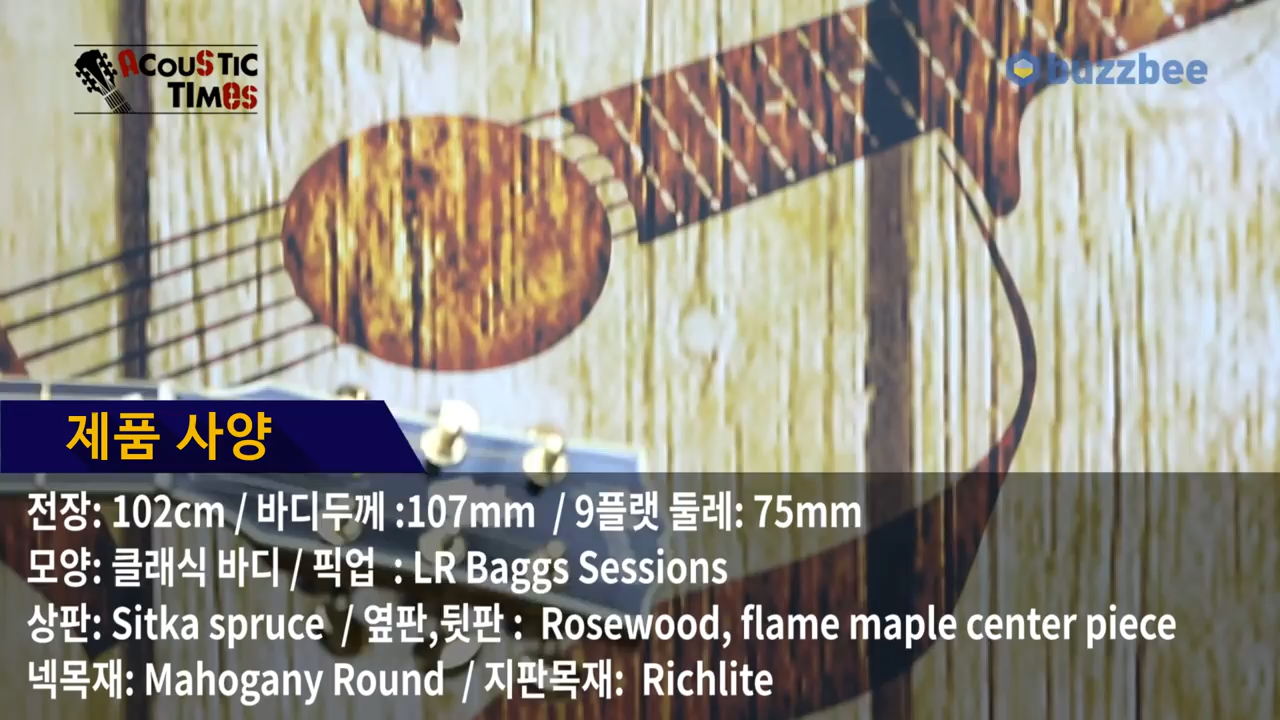 ACOUSTIC
TIMES
buzzbee
제품 사양
전장: 102cm / 바디두께 :107mm / 9플랫 둘레: 75mm
모양: 클래식 바디 / 픽업 : LR Baggs Sessions
상판: Sitka spruce / 옆판,뒷판 : Rosewood, flame maple center piece
넥목재: Mahogany Round / 지판목재: Richlite